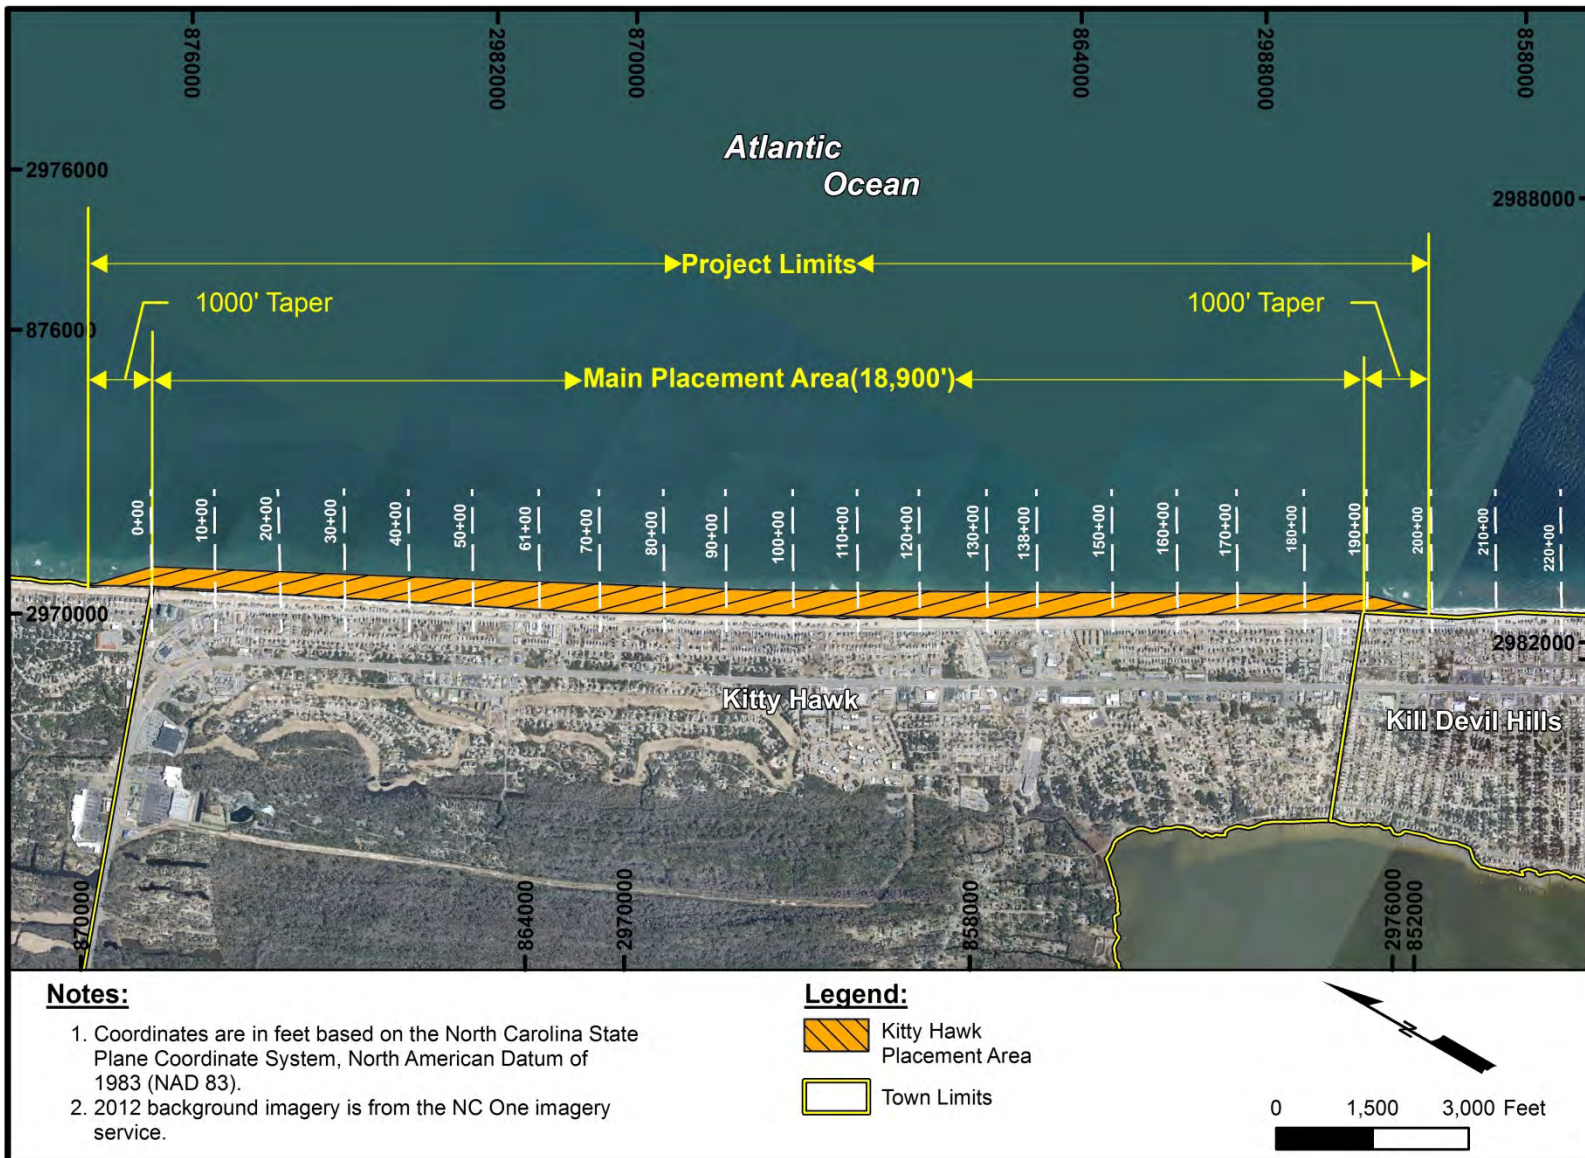 876000
2982000
870000
864000
2988000
858000
Atlantic
Ocean
2976000
2988000
Project Limits
1000' Taper
1000' Taper
876000
Main Placement Area(18,900')
0+00
10+00
20+00
30+00
40+00
50+00
61+00
70+00
80+00
90+00
100+00
110+00
120+00
130+00
138+00
150+00
160+00
170+00
180+00
190+00
200+00
210+00
220+00
2970000
2982000
Kitty Hawk
Kill Devil Hills
870000
864000
2970000
858000
2976000
852000
Notes:
1. Coordinates are in feet based on the North Carolina State
Plane Coordinate System, North American Datum of
1983 (NAD 83).
2. 2012 background imagery is from the NC One imagery
service.
Legend:
Kitty Hawk
Placement Area
Town Limits
N
0 1,500 3,000 Feet